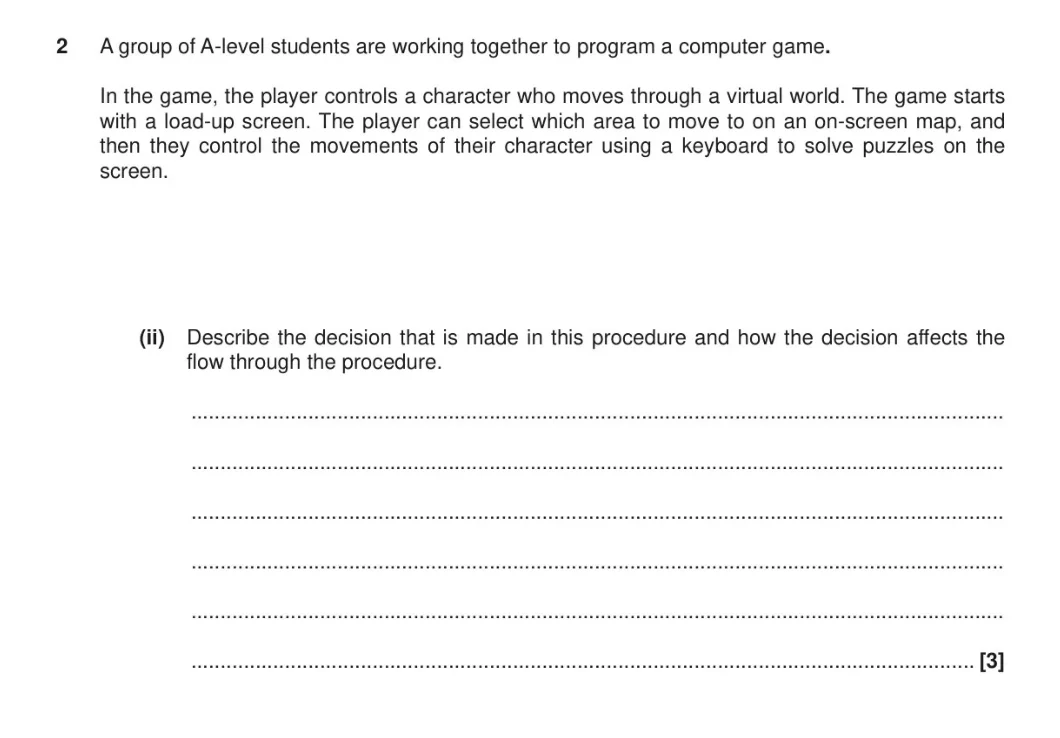 2 A group of A-level students are working together to program a computer game.
In the game, the player controls a character who moves through a virtual world. The game starts
with a load-up screen. The player can select which area to move to on an on-screen map, and
then they control the movements of their character using a keyboard to solve puzzles on the
screen.
(ii) Describe the decision that is made in this procedure and how the decision affects the
flow through the procedure.
[3]